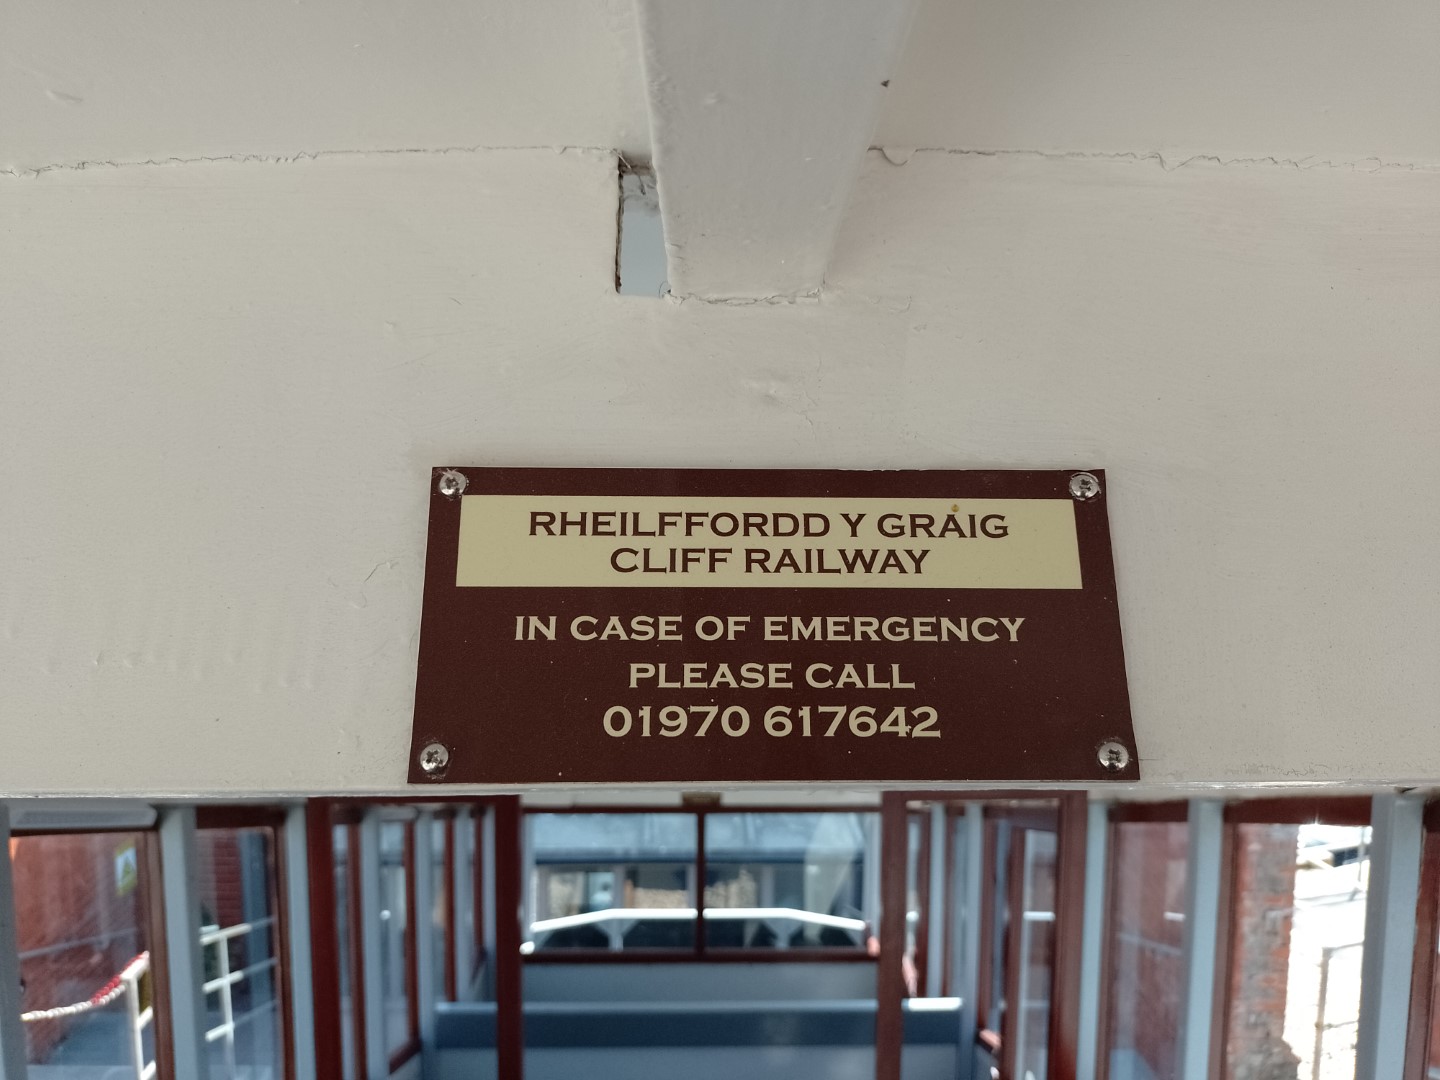 RHEILFFORDD Y GRAIG
CLIFF RAILWAY
IN CASE OF EMERGENCY
PLEASE CALL
01970 617642